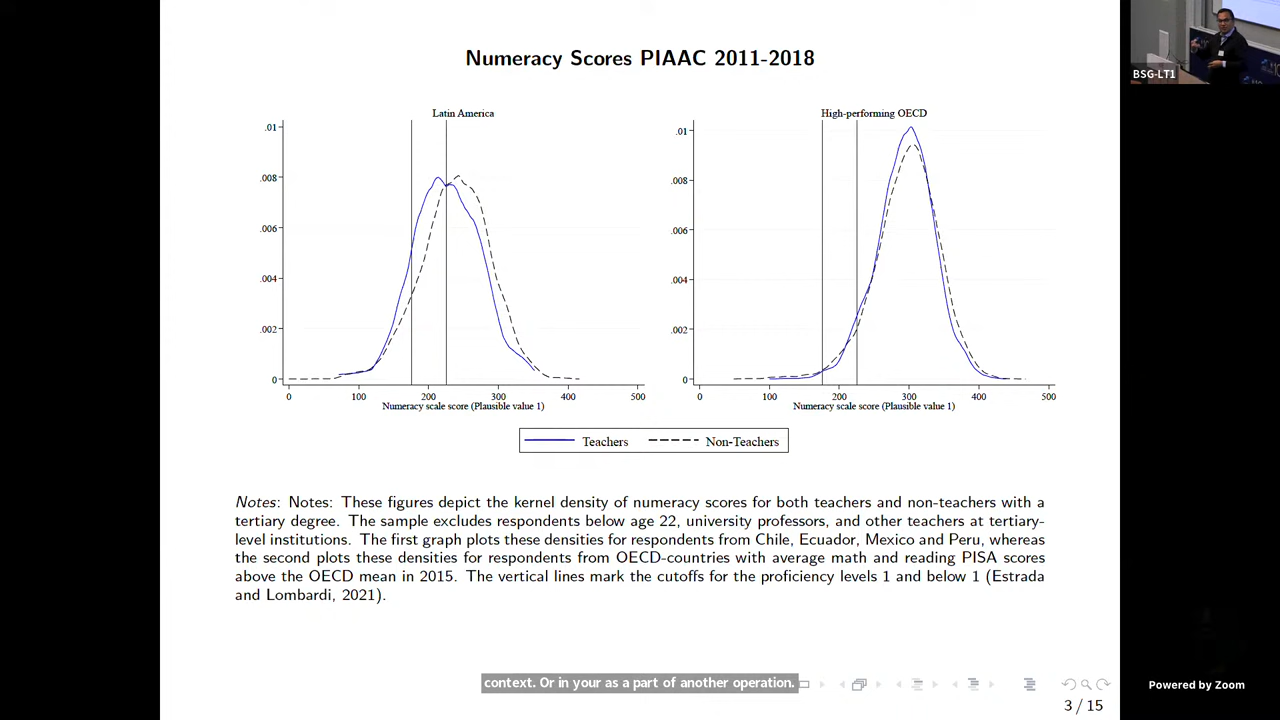 Numeracy Scores PIAAC 2011-2018
BSG-LT1
Latin America
.01
.008
.006
.004
.002
0
0 100 200 300 400 500
Numeracy scale score (Plausible value 1)
High-performing OECD
.01
.008
.006
.004
.002
0
0 100 200 300 400 500
Numeracy scale score (Plausible value 1)
Teachers Non-Teachers
Notes: Notes: These figures depict the kernel density of numeracy scores for both teachers and non-teachers with a
tertiary degree. The sample excludes respondents below age 22, university professors, and other teachers at tertiary-
level institutions. The first graph plots these densities for respondents from Chile, Ecuador, Mexico and Peru, whereas
the second plots these densities for respondents from OECD-countries with average math and reading PISA scores
above the OECD mean in 2015. The vertical lines mark the cutoffs for the proficiency levels 1 and below 1 (Estrada
and Lombardi, 2021).
context. Or in your as a part of another operation.
Powered by Zoom
3 / 15